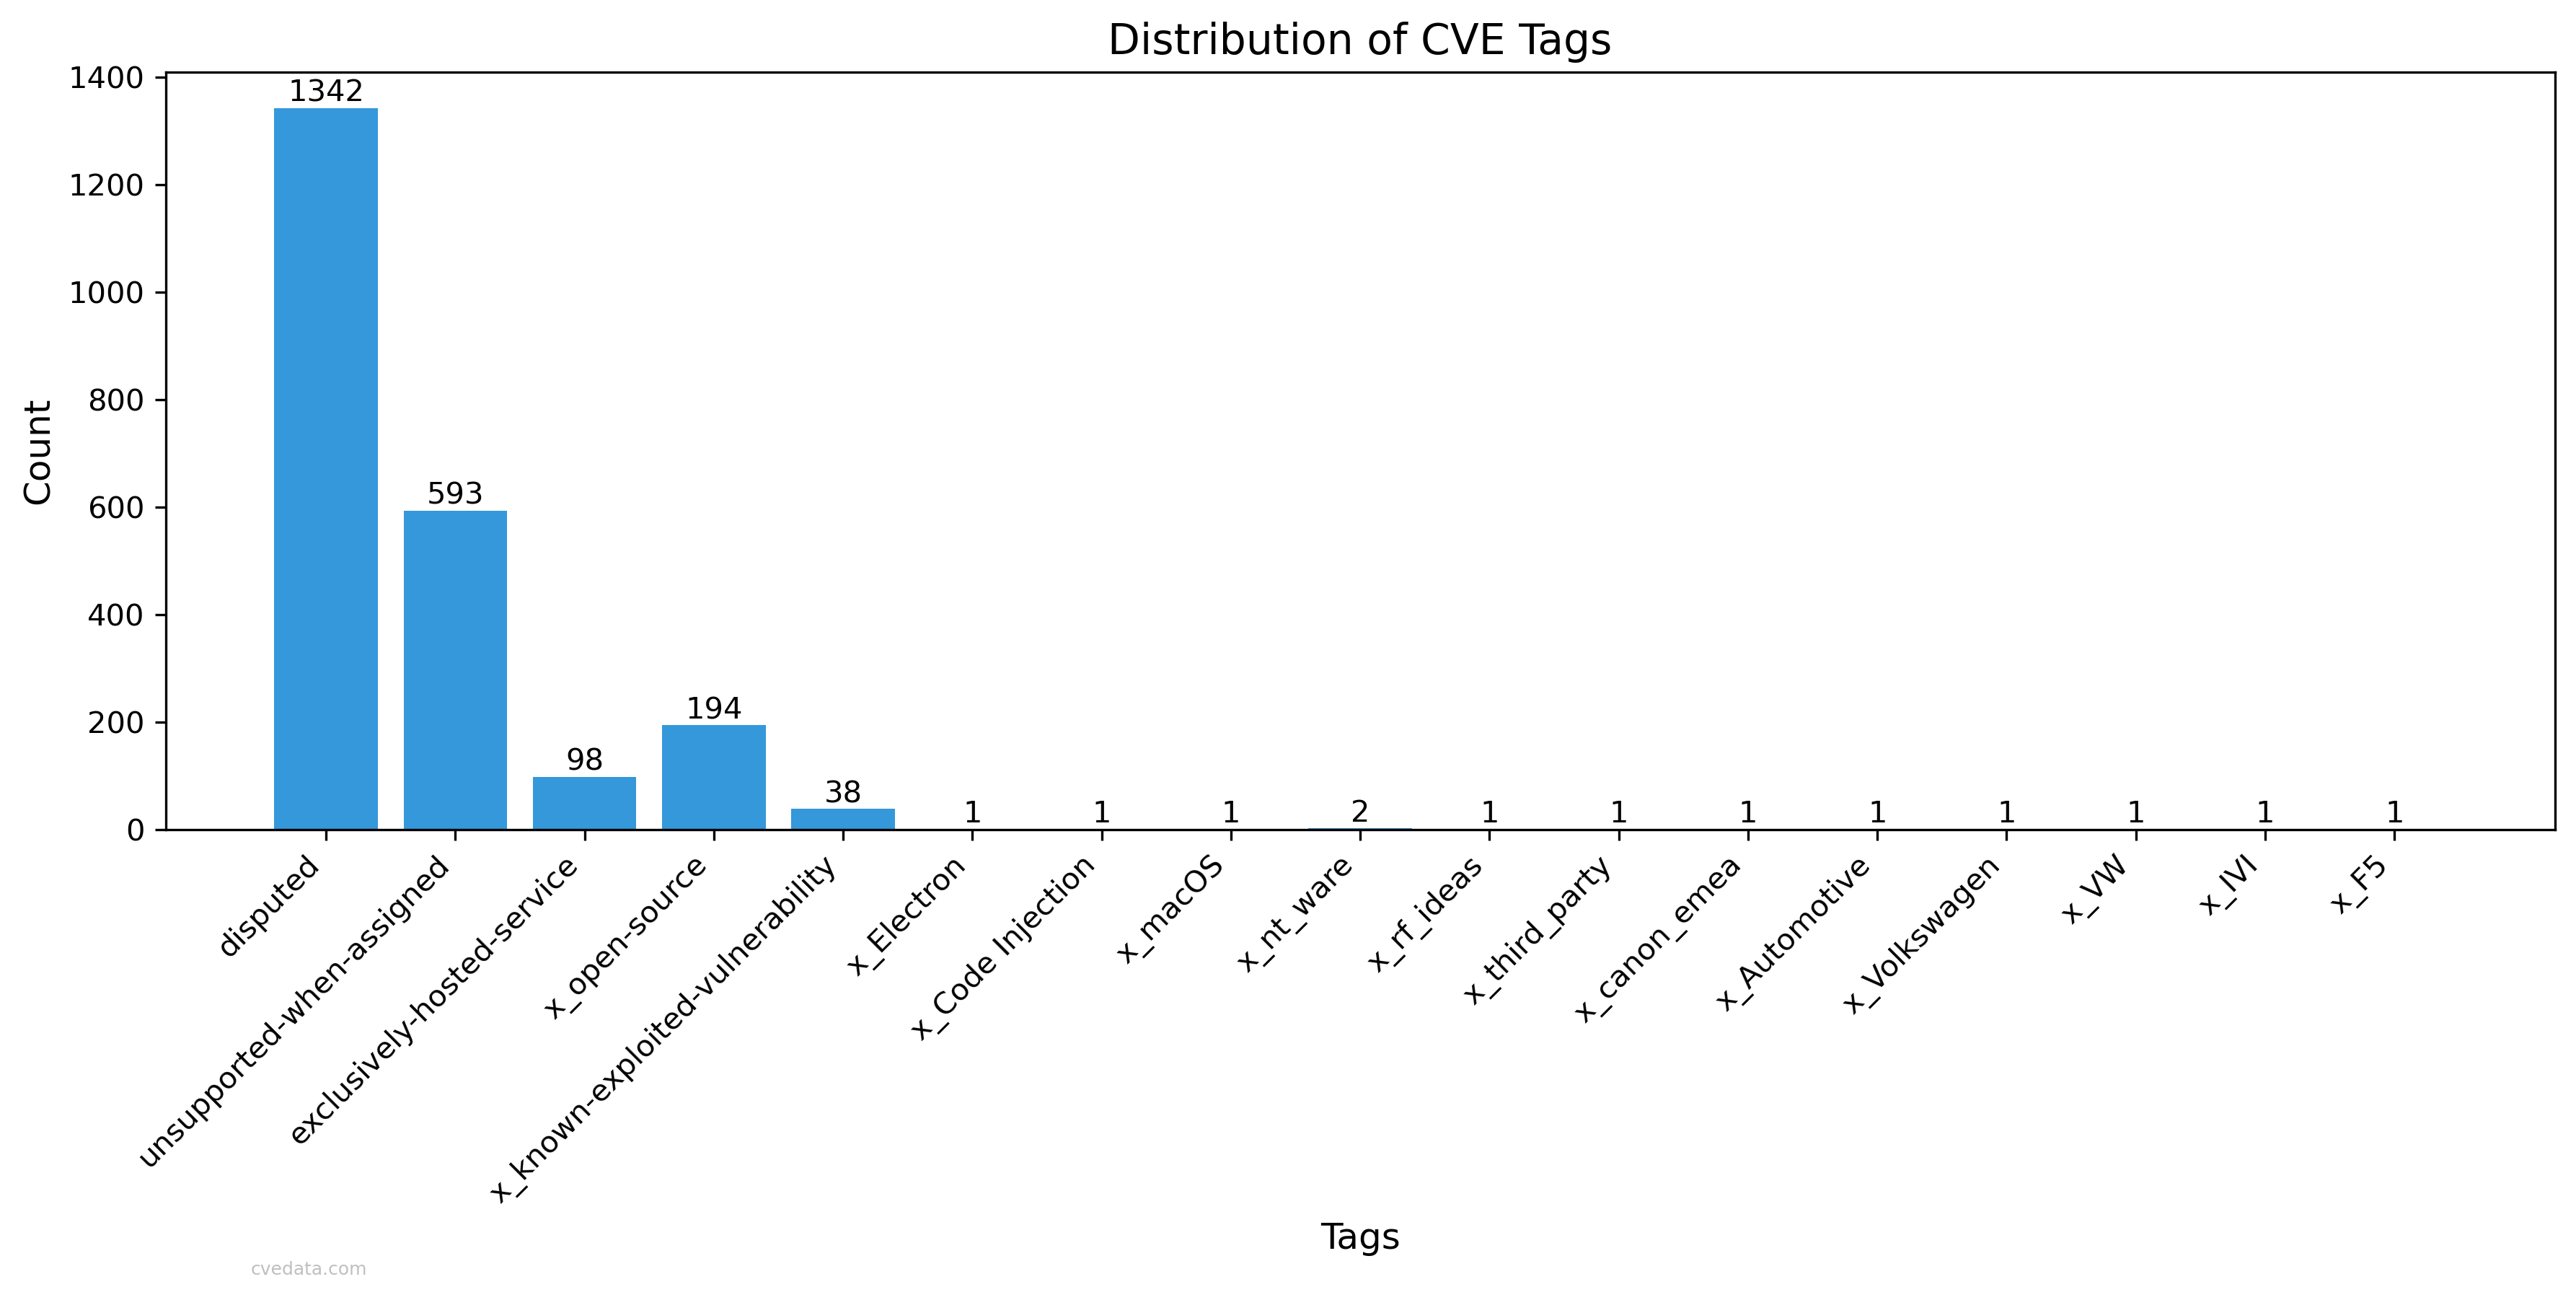 Distribution of CVE Tags
Count
1400
1200
1000
800
600
400
200
0
1342
593
98
194
38
1
1
1
2
1
1
1
1
1
1
1
1
disputed
unsupported-when-assigned
exclusively-hosted-service
x_open-source
x_known-exploited-vulnerability
x_Electron
x_Code Injection
x_macOS
x_nt_ware
x_rf_ideas
x_third_party
x_canon_emea
x_Automotive
x_Volkswagen
x_VW
x_IVI
x_F5
Tags
cvedata.com